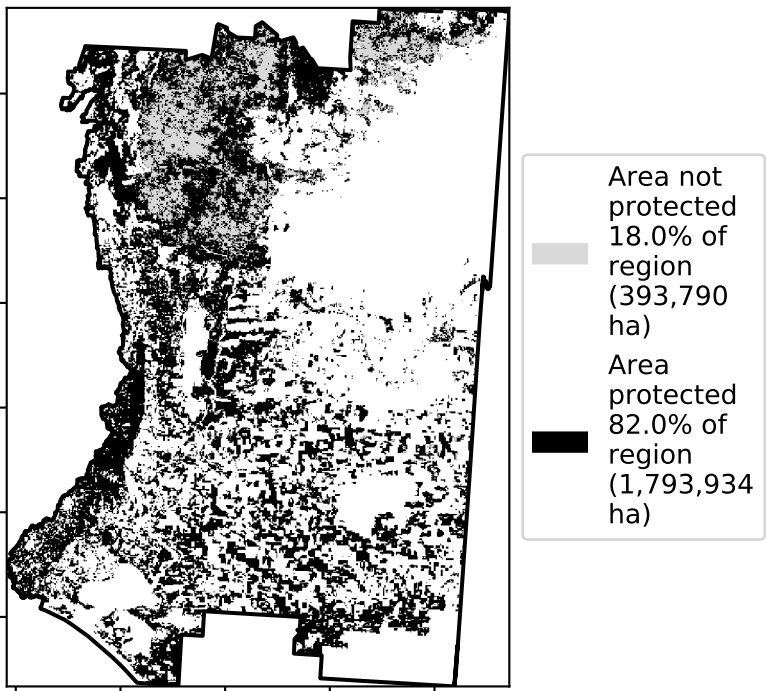 Area not
protected
18.0% of
region
(393,790
ha)
Area
protected
82.0% of
region
(1,793,934
ha)